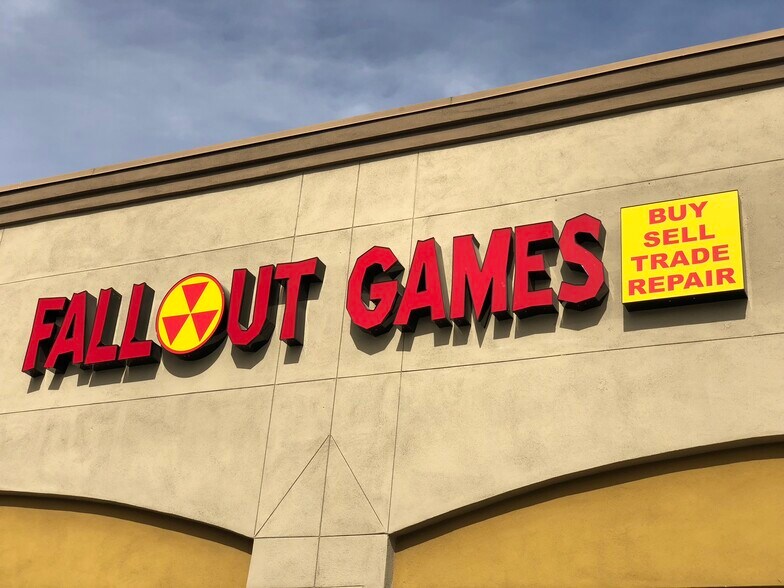 FALLOUT GAMES
BUY
SELL
TRADE
REPAIR